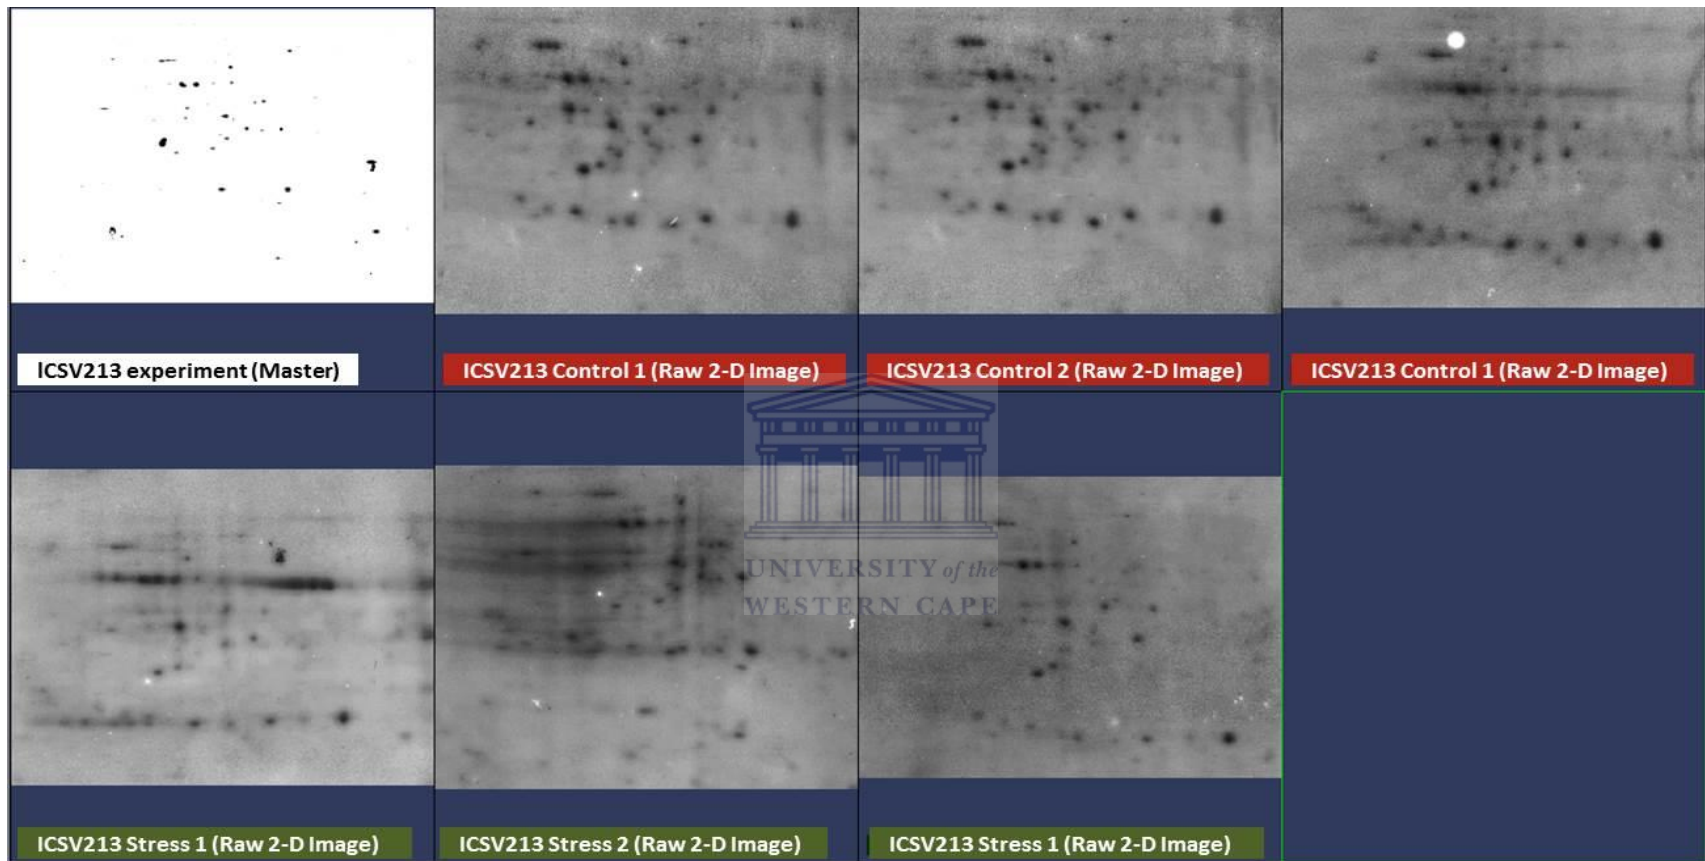 ICSV213 experiment (Master)
ICSV213 Control 1 (Raw 2-D Image)
ICSV213 Control 2 (Raw 2-D Image)
ICSV213 Control 1 (Raw 2-D Image)
UNIVERSITY of the
WESTERN CAPE
ICSV213 Stress 1 (Raw 2-D Image)
ICSV213 Stress 2 (Raw 2-D Image)
ICSV213 Stress 1 (Raw 2-D Image)